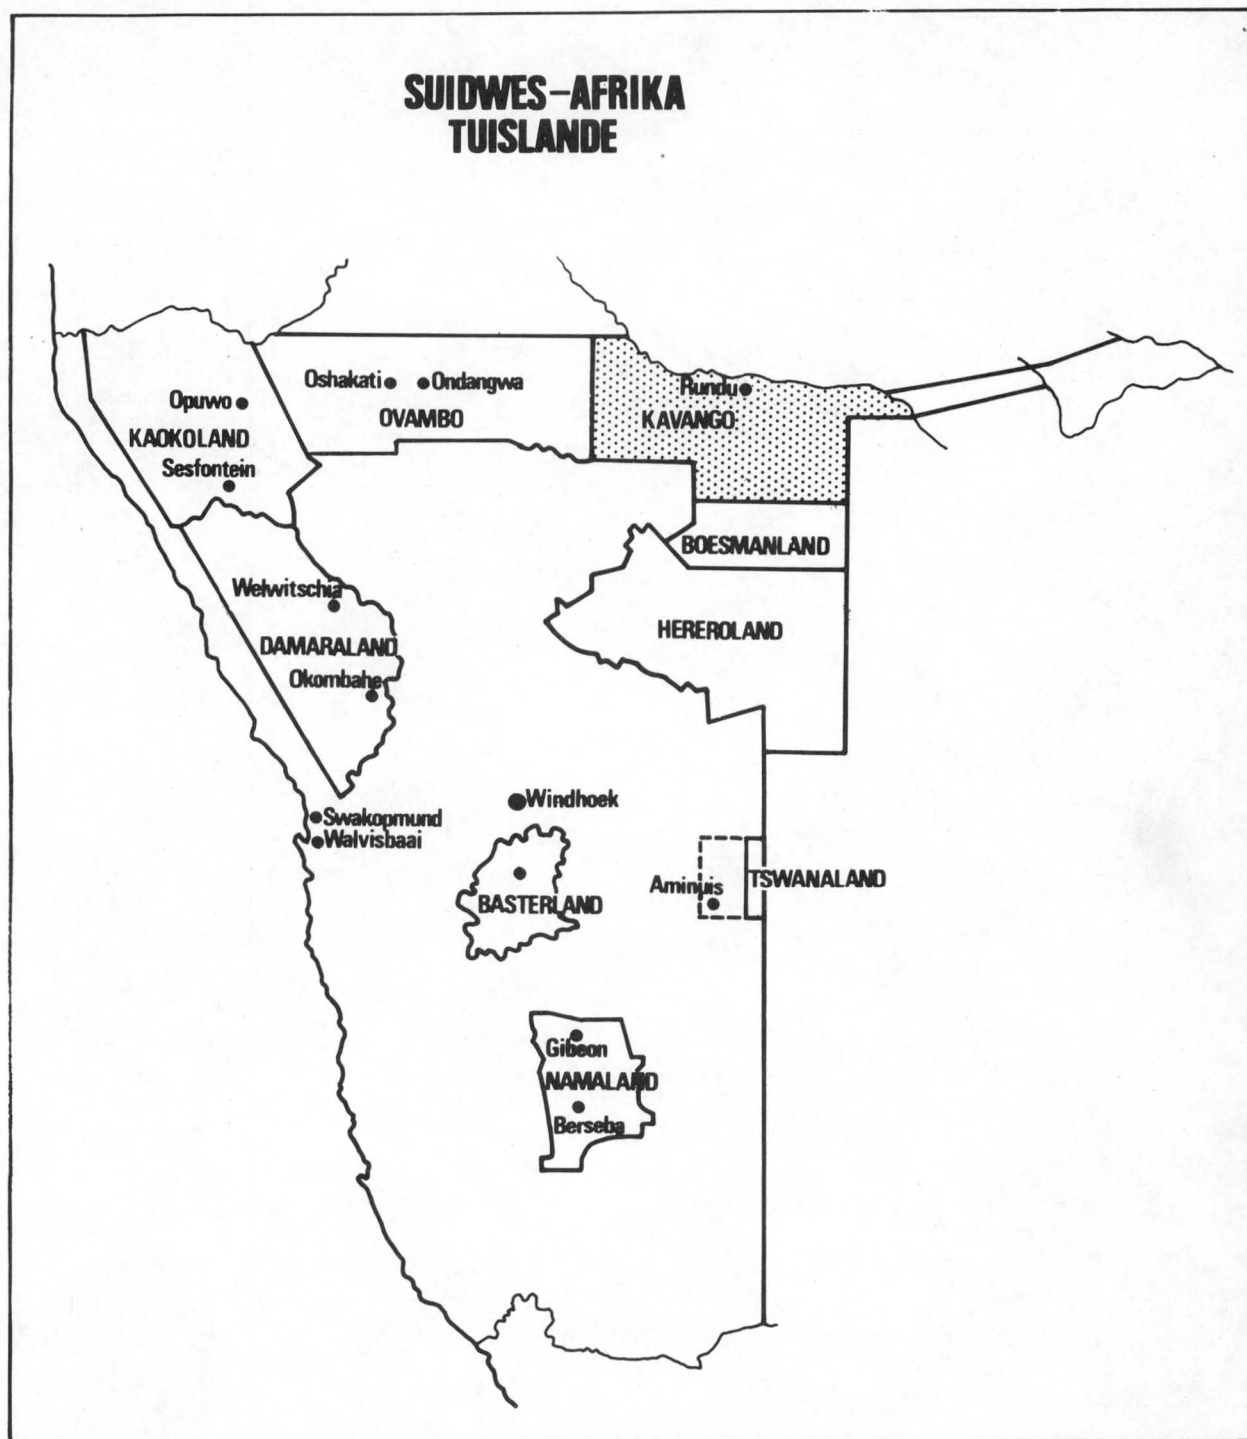 SUIDWES-AFRIKA
TUISLANDE
Oshakati
Ondangwa
Rundu
Opuwo
OVAMBO
KAVANGO
KAOKOLAND
Sesfontein
BOESMANLAND
Welwitschia
HEREROLAND
DAMARALAND
Okombahe
Windhoek
Swakopmund
Walvisbaai
Aminuis
TSWANALAND
BASTERLAND
Gibeon
NAMALAND
Berseba